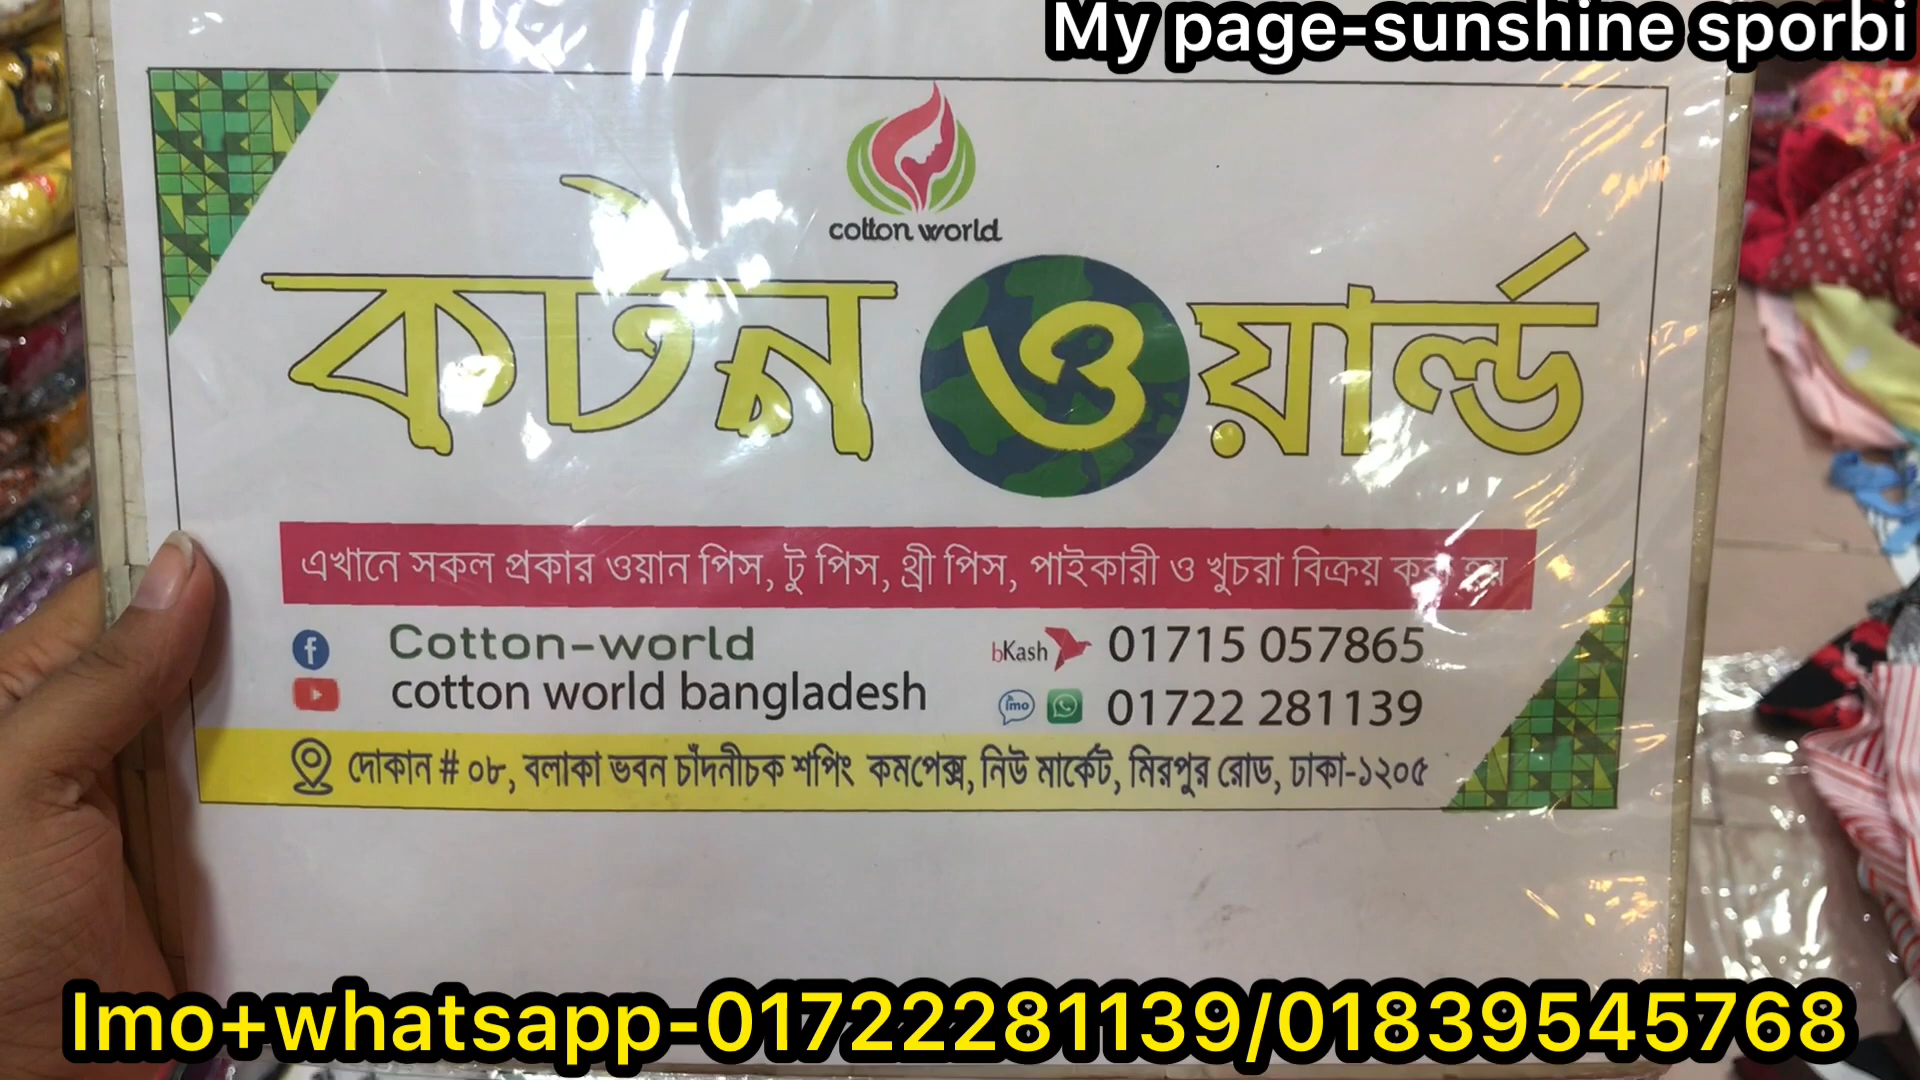 My page-sunshine sporbi
cotton world
কটন ওয়ার্ল্ড
এখানে সকল প্রকার ওয়ান পিস, টু পিস, থ্রী পিস, পাইকারী ও খুচরা বিক্রয় করা হয়
Cotton-world
cotton world bangladesh
bKash 01715 057865
imo 01722 281139
দোকান # ০৮, বলাকা ভবন চাঁদনীচক শপিং কমপেক্স, নিউ মার্কেট, মিরপুর রোড, ঢাকা-১২০৫
Imo+whatsapp-01722281139/01839545768